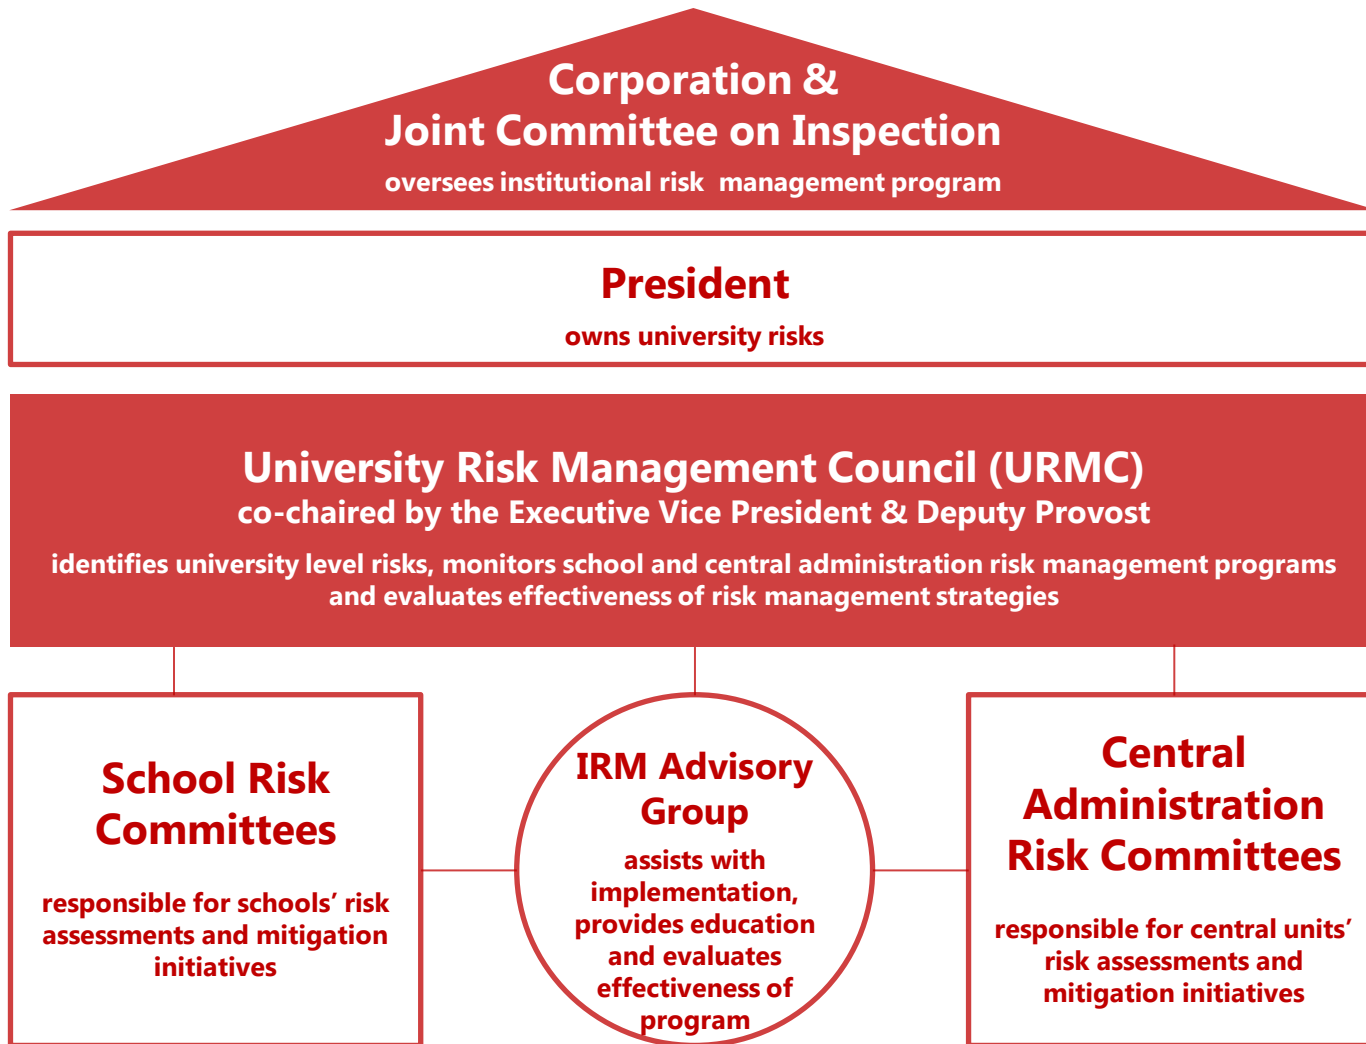 Corporation &
Joint Committee on Inspection
oversees institutional risk management program
President
owns university risks
University Risk Management Council (URMC)
co-chaired by the Executive Vice President & Deputy Provost
identifies university level risks, monitors school and central administration risk management programs
and evaluates effectiveness of risk management strategies
School Risk
Committees
responsible for schools’ risk
assessments and mitigation
initiatives
IRM Advisory
Group
assists with
implementation,
provides education
and evaluates
effectiveness of
program
Central
Administration
Risk Committees
responsible for central units’
risk assessments and
mitigation initiatives